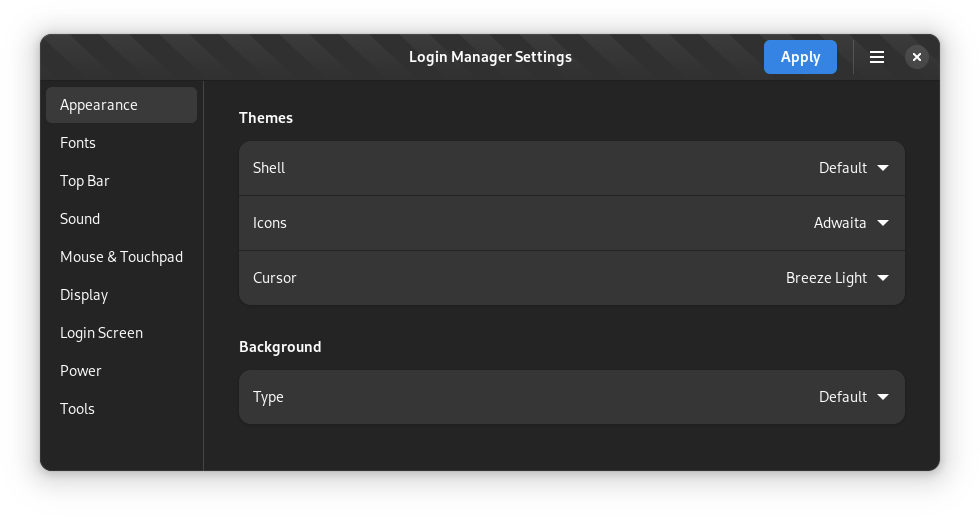 Login Manager Settings
Apply
Appearance
Fonts
Top Bar
Sound
Mouse & Touchpad
Display
Login Screen
Power
Tools
Themes
Shell Default
Icons Adwaita
Cursor Breeze Light
Background
Type Default